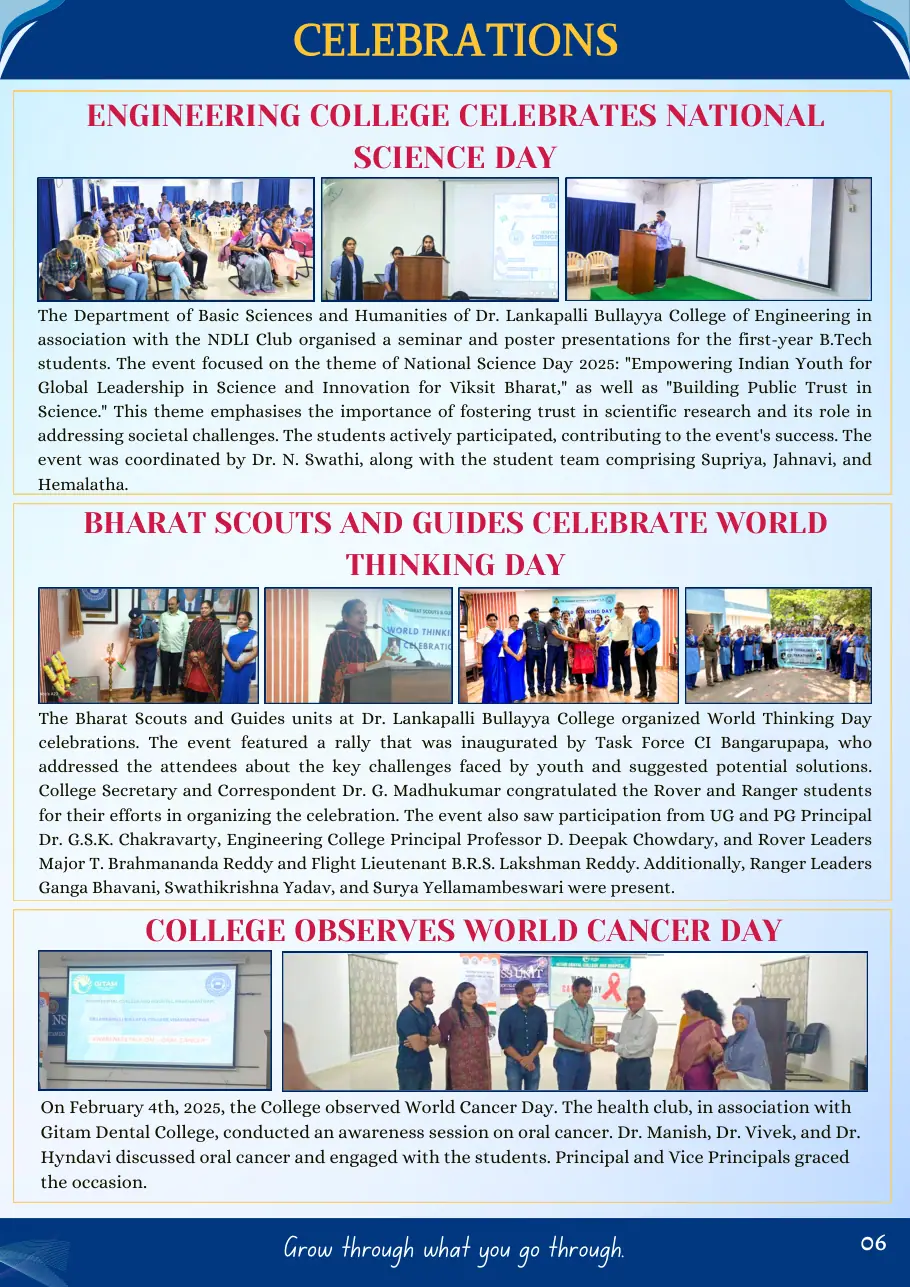 CELEBRATIONS
ENGINEERING COLLEGE CELEBRATES NATIONAL
SCIENCE DAY
The Department of Basic Sciences and Humanities of Dr. Lankapalli Bullayya College of Engineering in
association with the NDLI Club organised a seminar and poster presentations for the first-year B.Tech
students. The event focused on the theme of National Science Day 2025: "Empowering Indian Youth for
Global Leadership in Science and Innovation for Viksit Bharat," as well as "Building Public Trust in
Science." This theme emphasises the importance of fostering trust in scientific research and its role in
addressing societal challenges. The students actively participated, contributing to the event's success. The
event was coordinated by Dr. N. Swathi, along with the student team comprising Supriya, Jahnavi, and
Hemalatha.
BHARAT SCOUTS AND GUIDES CELEBRATE WORLD
THINKING DAY
WORLD THINKIN
CELEBRATIO
The Bharat Scouts and Guides units at Dr. Lankapalli Bullayya College organized World Thinking Day
celebrations. The event featured a rally that was inaugurated by Task Force CI Bangarupapa, who
addressed the attendees about the key challenges faced by youth and suggested potential solutions.
College Secretary and Correspondent Dr. G. Madhukumar congratulated the Rover and Ranger students
for their efforts in organizing the celebration. The event also saw participation from UG and PG Principal
Dr. G.S.K. Chakravarty, Engineering College Principal Professor D. Deepak Chowdary, and Rover Leaders
Major T. Brahmananda Reddy and Flight Lieutenant B.R.S. Lakshman Reddy. Additionally, Ranger Leaders
Ganga Bhavani, Swathikrishna Yadav, and Surya Yellamambeswari were present.
COLLEGE OBSERVES WORLD CANCER DAY
GITAM
SS UNIT
On February 4th, 2025, the College observed World Cancer Day. The health club, in association with
Gitam Dental College, conducted an awareness session on oral cancer. Dr. Manish, Dr. Vivek, and Dr.
Hyndavi discussed oral cancer and engaged with the students. Principal and Vice Principals graced
the occasion.
Grow through what you go through.
06